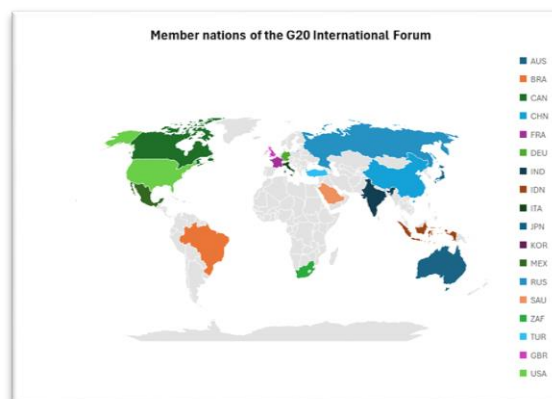 Member nations of the G20 International Forum
AUS
BRA
CAN
CHN
FRA
DEU
IND
IDN
ITA
JPN
KOR
MEX
RUS
SAU
ZAF
TUR
GBR
USA